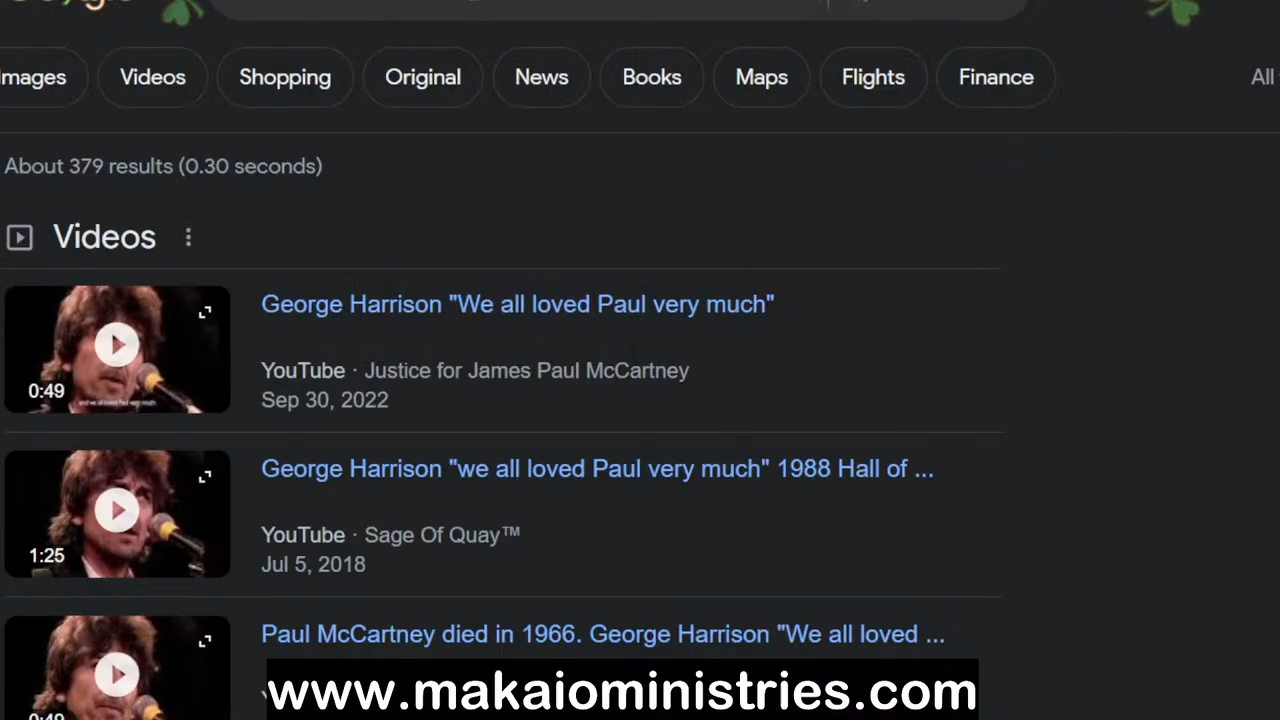 Images Videos Shopping Original News Books Maps Flights Finance All
About 379 results (0.30 seconds)
Videos
George Harrison "We all loved Paul very much"
YouTube · Justice for James Paul McCartney
0:49
Sep 30, 2022
George Harrison "we all loved Paul very much" 1988 Hall of ...
YouTube · Sage Of Quay™
1:25
Jul 5, 2018
Paul McCartney died in 1966. George Harrison "We all loved ...
www.makaiominístries.com
0:49